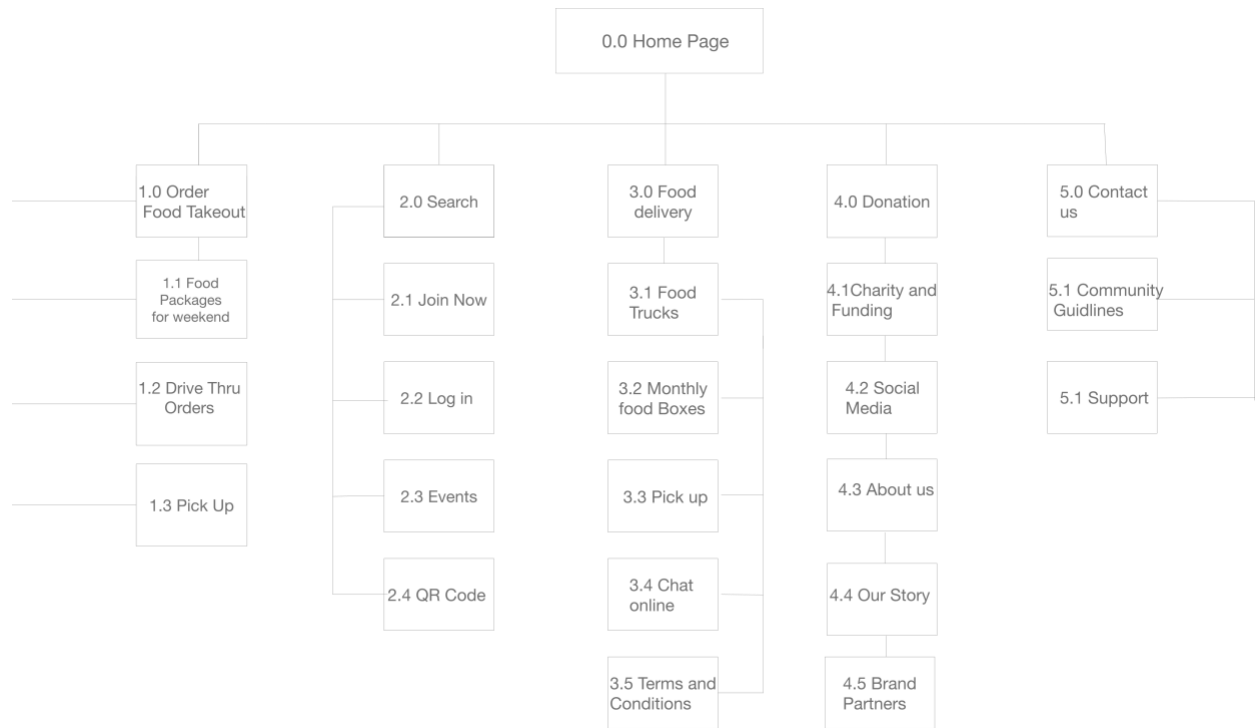 0.0 Home Page
1.0 Order
Food Takeout
1.1 Food
Packages
for weekend
1.2 Drive Thru
Orders
1.3 Pick Up
2.0 Search
2.1 Join Now
2.2 Log in
2.3 Events
2.4 QR Code
3.0 Food
delivery
3.1 Food
Trucks
3.2 Monthly
food Boxes
3.3 Pick up
3.4 Chat
online
3.5 Terms and
Conditions
4.0 Donation
4.1Charity and
Funding
4.2 Social
Media
4.3 About us
4.4 Our Story
4.5 Brand
Partners
5.0 Contact
us
5.1 Community
Guidlines
5.1 Support